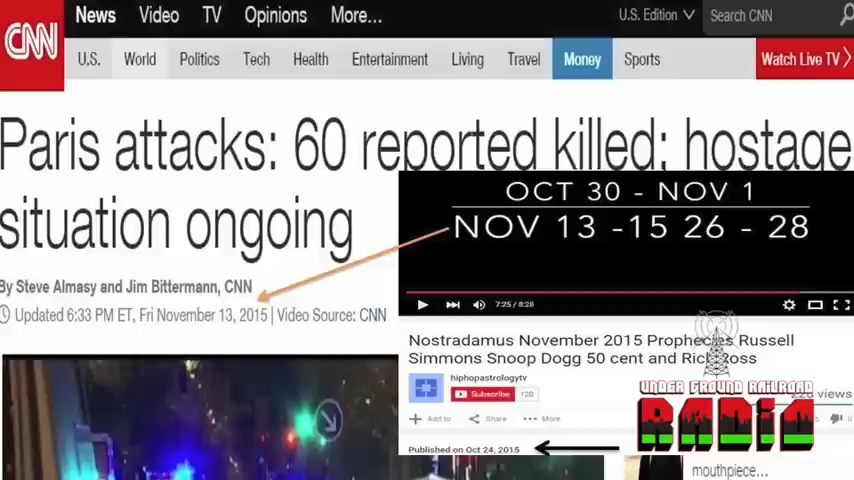 CNN
News Video TV Opinions More... U.S. Edition Search CNN
U.S. World Politics Tech Health Entertainment Living Travel Money Sports Watch Live TV
Paris attacks: 60 reported killed; hostage
situation ongoing
By Steve Almasy and Jim Bittermann, CNN
Updated 6:33 PM ET, Fri November 13, 2015 | Video Source: CNN
OCT 30 - NOV 1
NOV 13 -15 26 - 28
7:25 / 8:28
Nostradamus November 2015 Prophecies Russell
Simmons Snoop Dogg 50 cent and Rick Ross
hiphopastrologytv
Subscribe 120
views
Add to Share More
Published on Oct 24, 2015
UNDER GROUND RAILROAD
RADIO
mouthpiece...